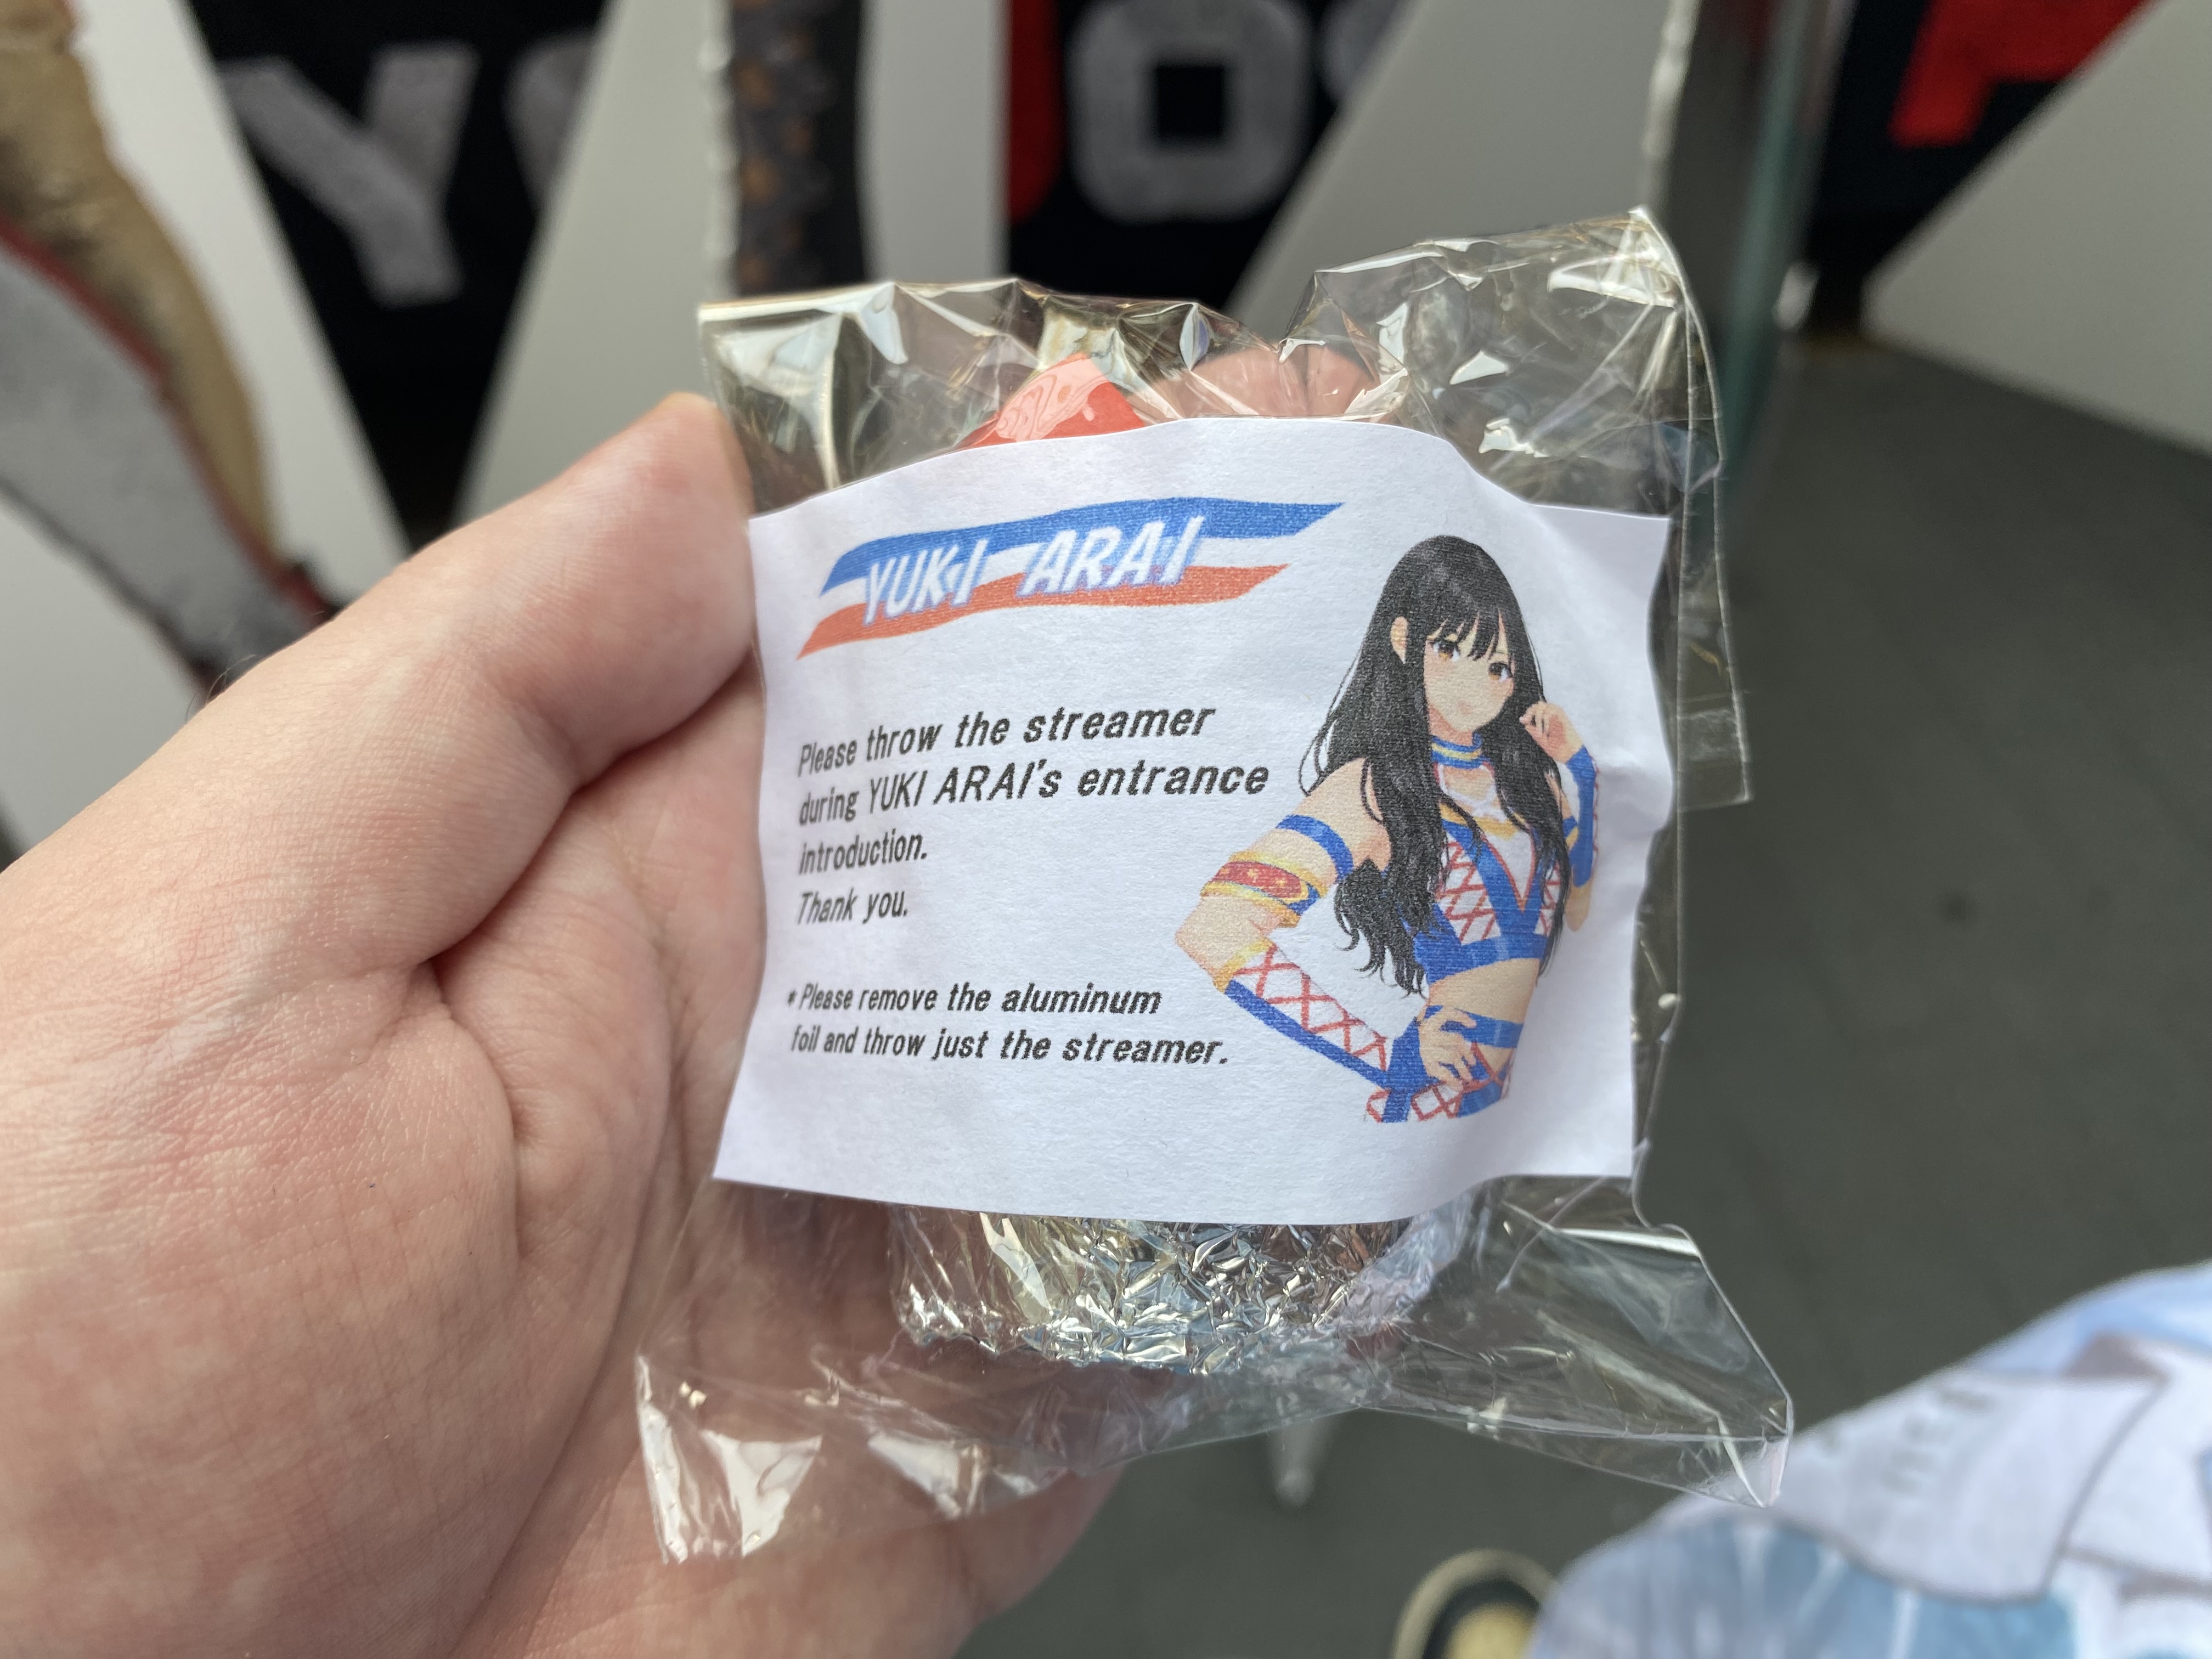 YUKI ARAI
Please throw the streamer
during YUKI ARAI's entrance
introduction.
Thank you.
* Please remove the aluminum
foil and throw just the streamer.